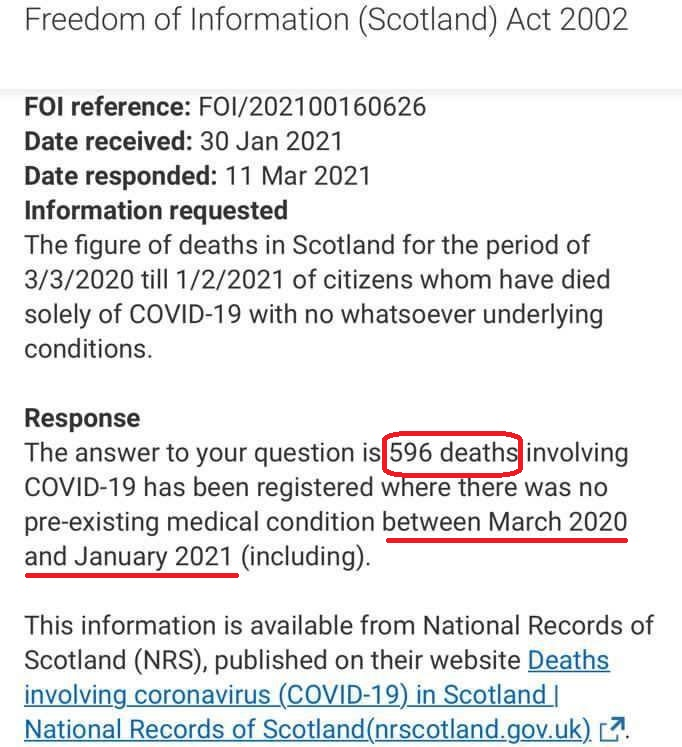 Freedom of Information (Scotland) Act 2002
FOI reference: FOI/202100160626
Date received: 30 Jan 2021
Date responded: 11 Mar 2021
Information requested
The figure of deaths in Scotland for the period of
3/3/2020 till 1/2/2021 of citizens whom have died
solely of COVID-19 with no whatsoever underlying
conditions.
Response
The answer to your question is 596 deaths involving
COVID-19 has been registered where there was no
pre-existing medical condition between March 2020
and January 2021 (including).
This information is available from National Records of
Scotland (NRS), published on their website Deaths
involving coronavirus (COVID-19) in Scotland |
National Records of Scotland(nrscotland.gov.uk).